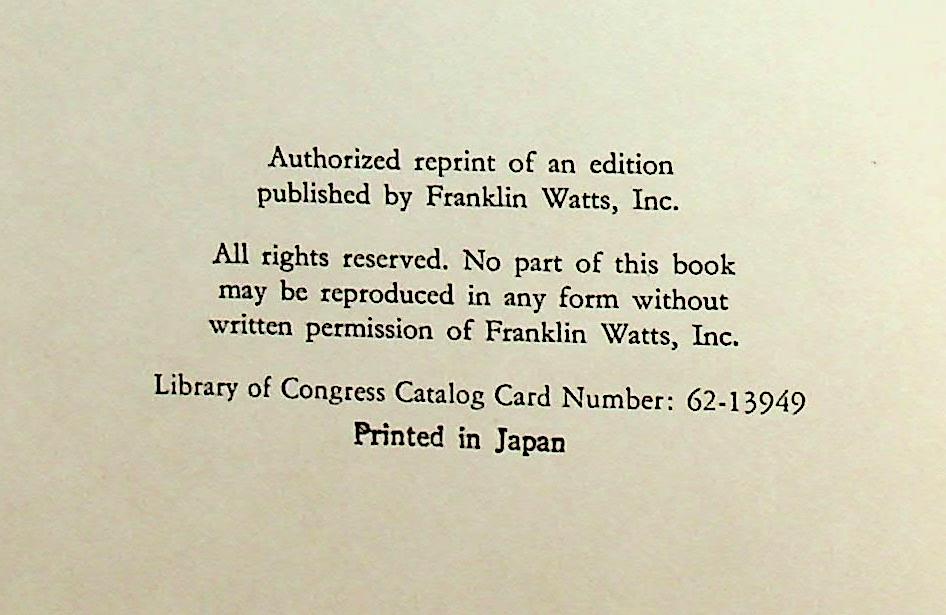 Authorized reprint of an edition
published by Franklin Watts, Inc.
All rights reserved. No part of this book
may be reproduced in any form without
written permission of Franklin Watts, Inc.
Library of Congress Catalog Card Number: 62-13949
Printed in Japan